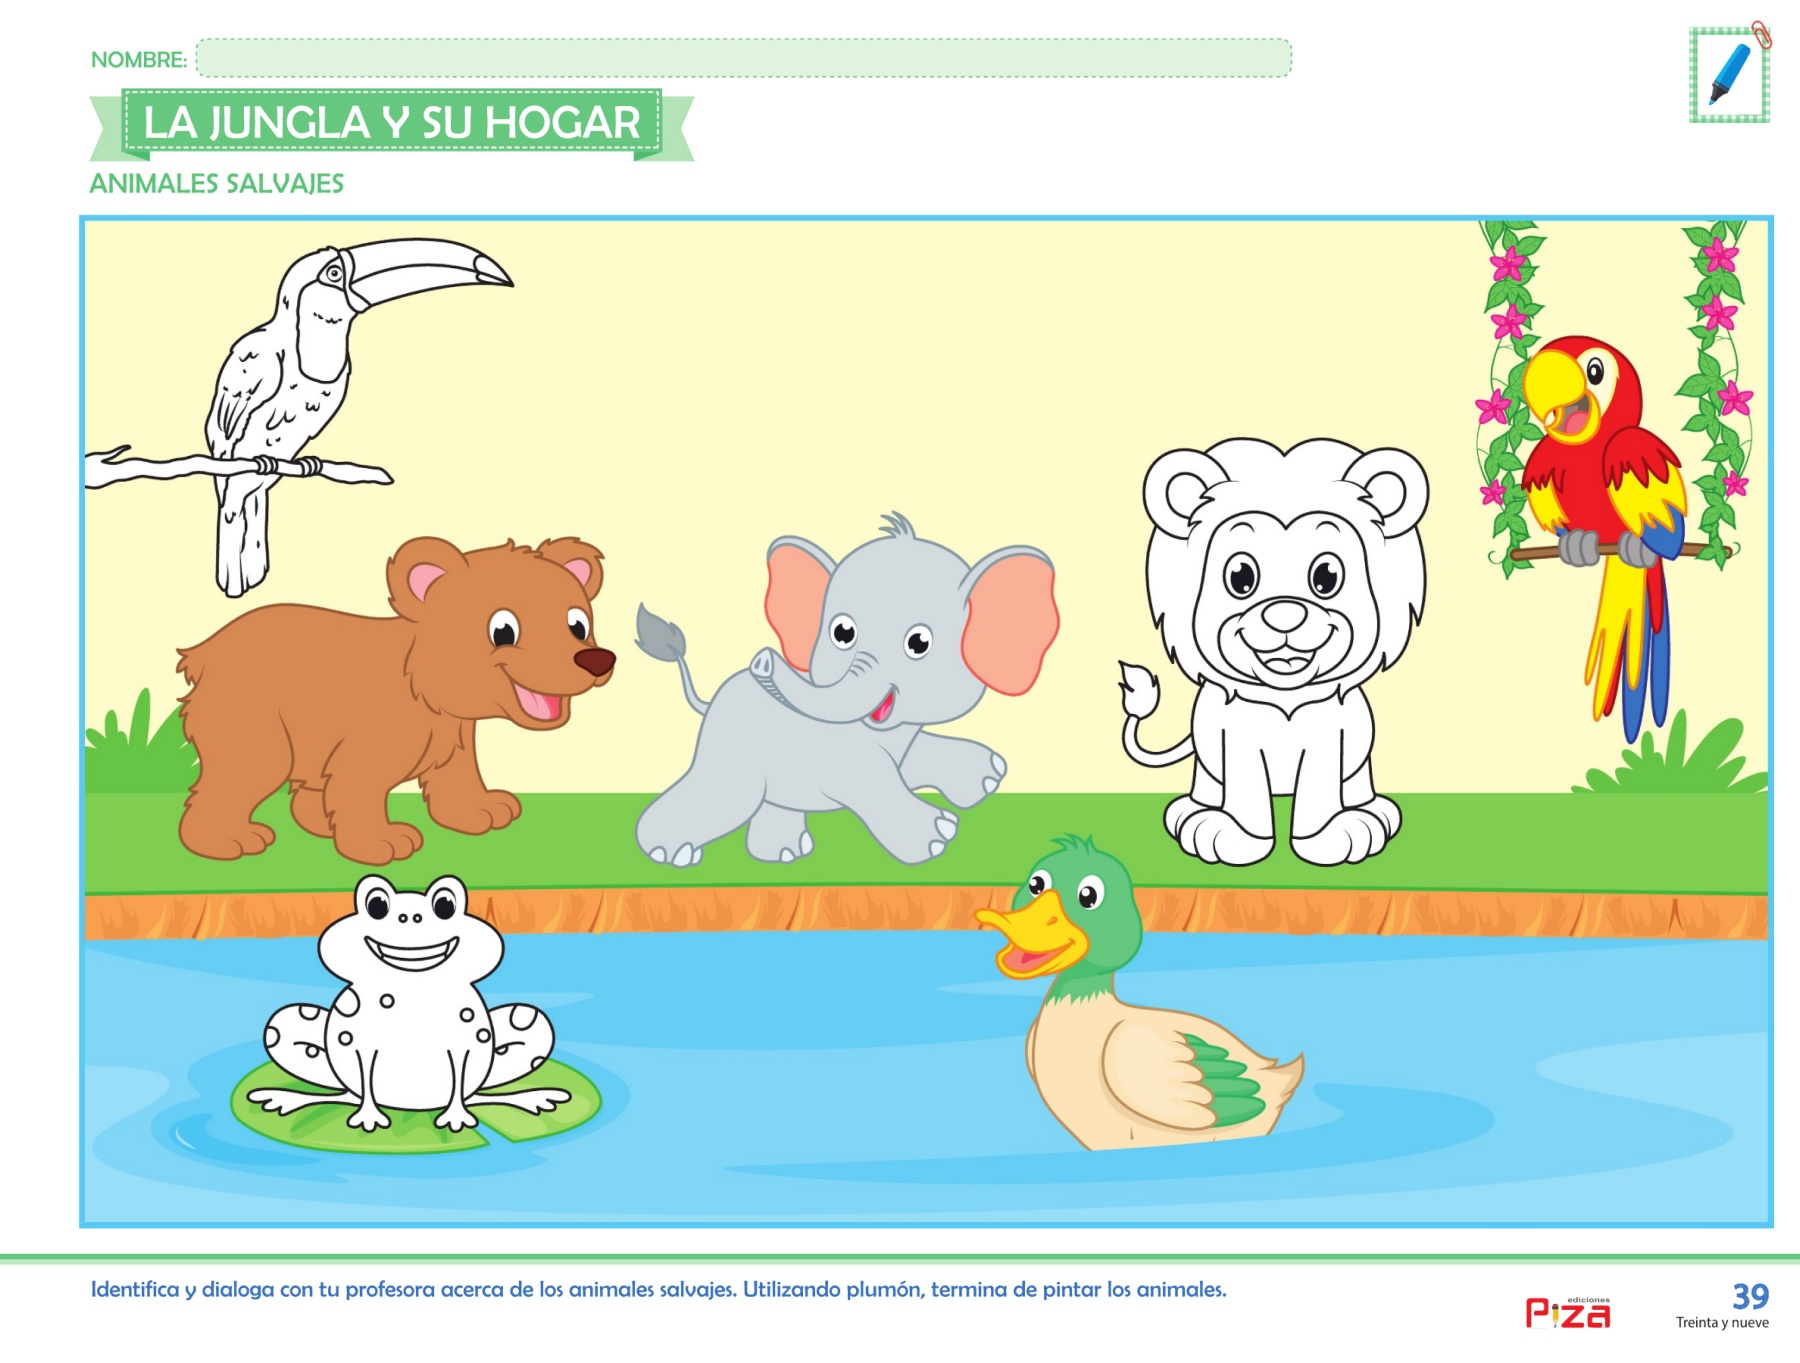 NOMBRE:
LA JUNGLA Y SU HOGAR
ANIMALES SALVAJES
Identifica y dialoga con tu profesora acerca de los animales salvajes. Utilizando plumón, termina de pintar los animales.
ediciones
Piza
39
Treinta y nueve